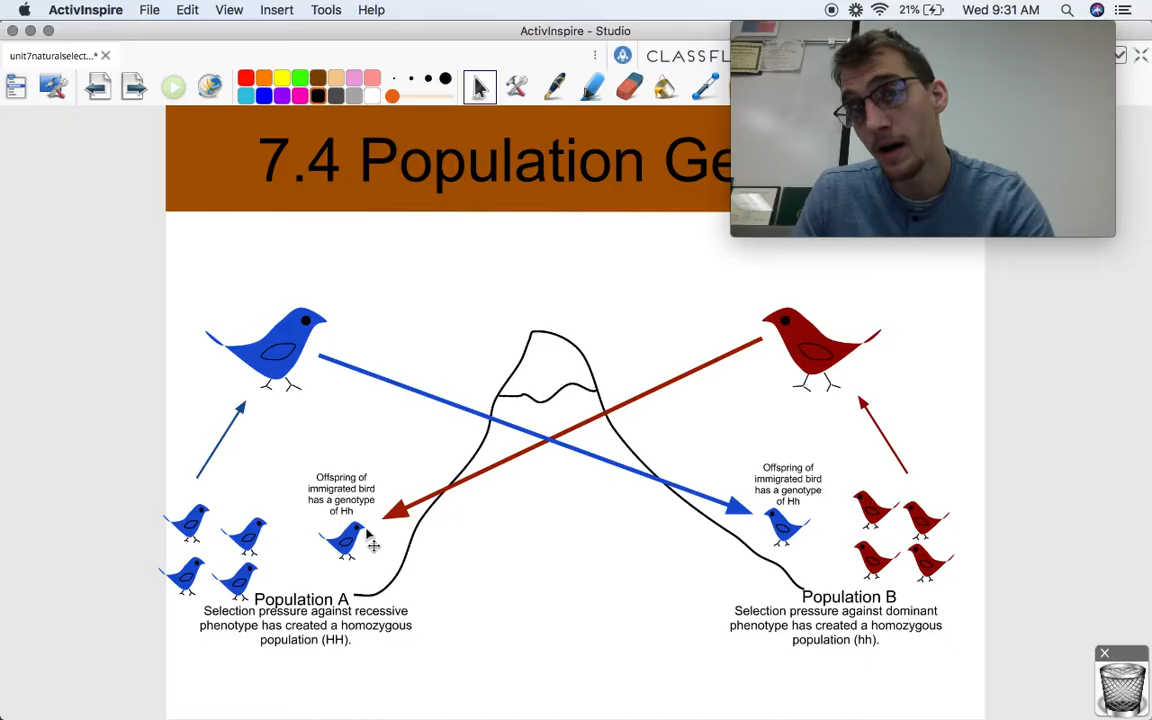 ActivInspire File Edit View Insert Tools Help 21% Wed 9:31 AM
ActivInspire - Studio
unit7naturalselect...*
CLASSFL
7.4 Population Ge
Offspring of
immigrated bird
has a genotype
of Hh
Offspring of
immigrated bird
has a genotype
of Hh
Population A
Selection pressure against recessive
phenotype has created a homozygous
population (HH).
Population B
Selection pressure against dominant
phenotype has created a homozygous
population (hh).